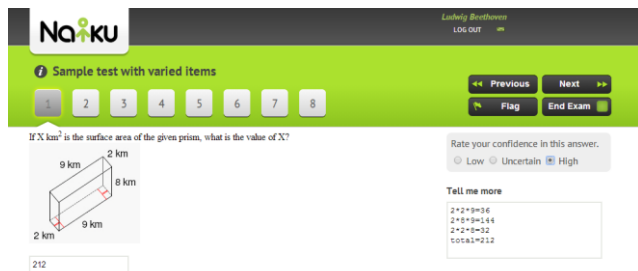 Naiku
Ludwig Beethoven
LOG OUT
Sample test with varied items
Previous Next
1 2 3 4 5 6 7 8
Flag End Exam
If X km² is the surface area of the given prism, what is the value of X?
2 km
9 km
8 km
9 km
2 km
212
Rate your confidence in this answer.
Low Uncertain High
Tell me more
2*2*9=36
2*8*9=144
2*2*8=32
total=212